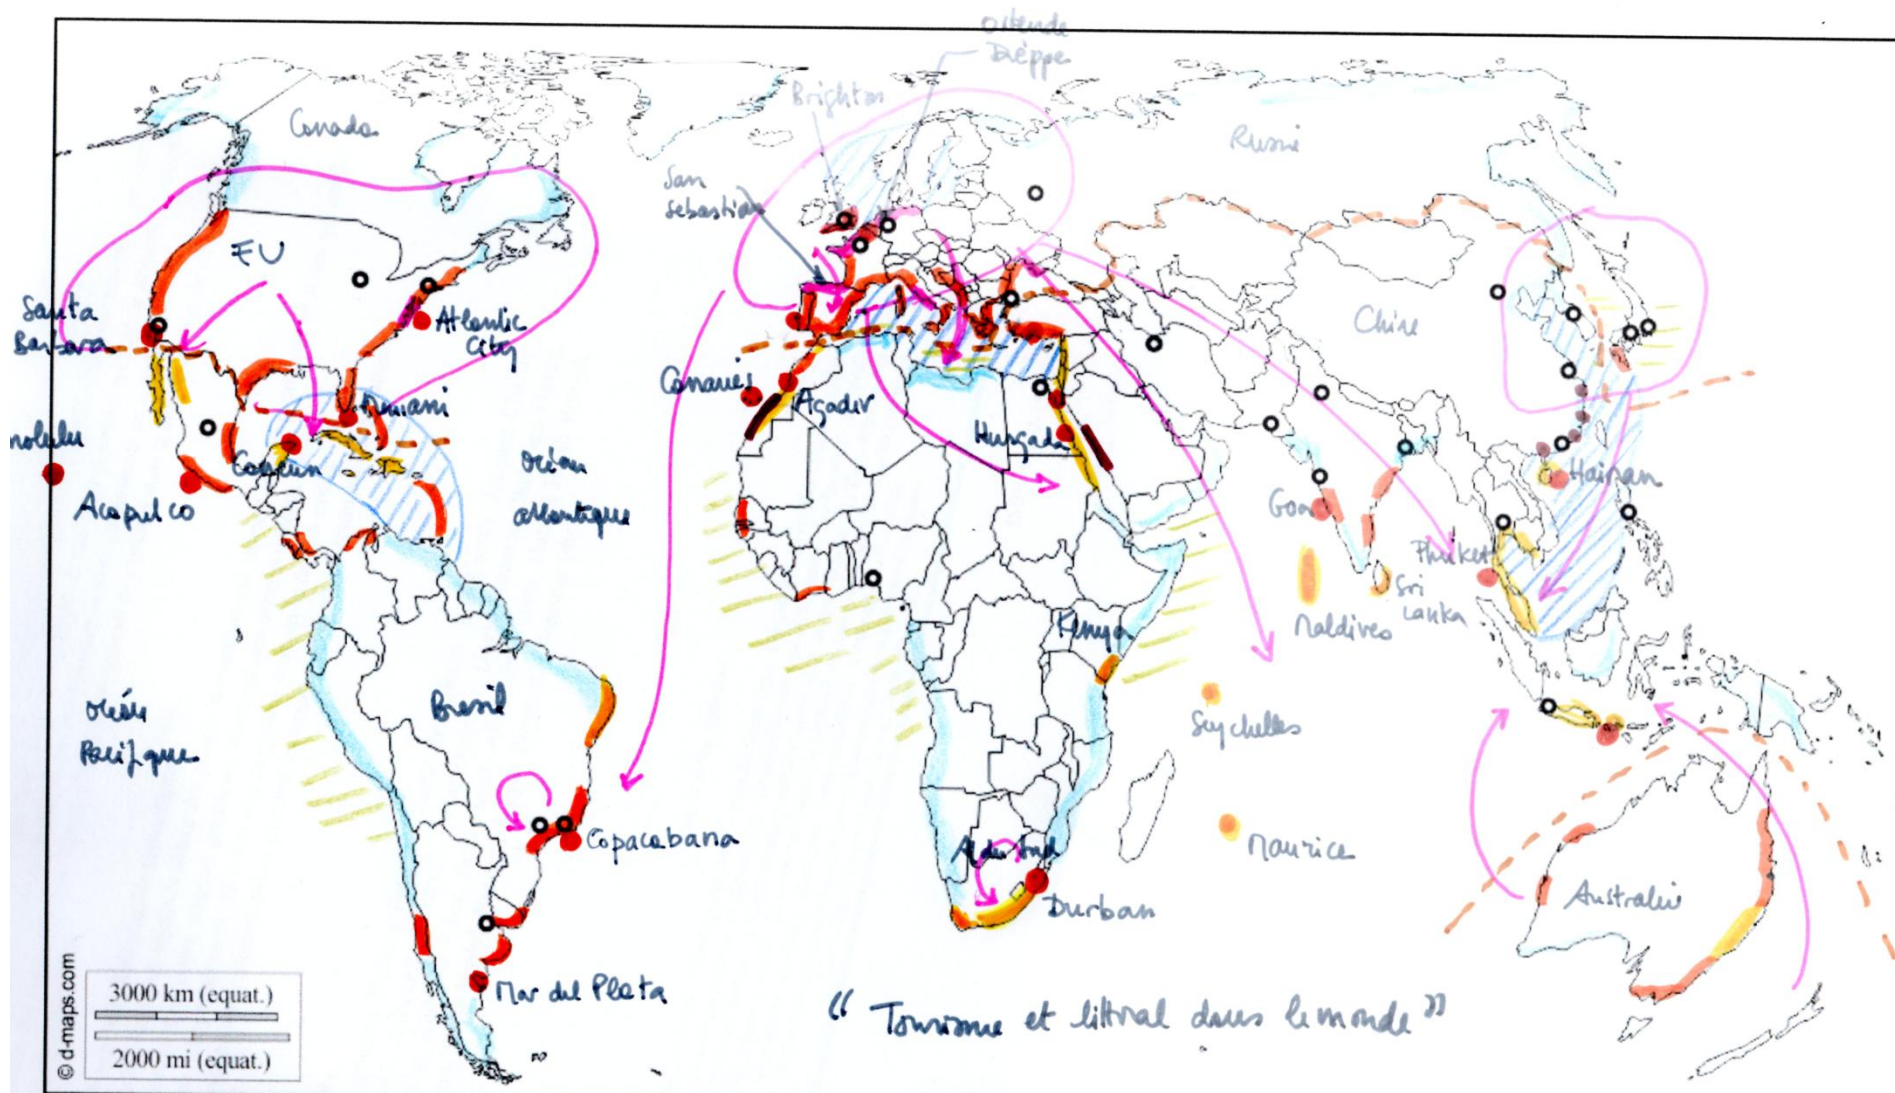 Ostende
Dieppe
Brighton
Canada
Russie
San
Sebastian
EU
Santa
Barbara
Atlantic
City
Chine
Canaries
Miami
Agadir
nolulu
Cancun
Hurgada
Océan
Atlantique
Hainan
Acapulco
Goa
Phuket
Sri
Lanka
Maldives
Kenya
Brésil
Océan
Pacifique
Seychelles
Copacabana
Maurice
Durban
Australie
Mar del Plata
« Tourisme et littoral dans le monde »
© d-maps.com
3000 km (equat.)
2000 mi (equat.)